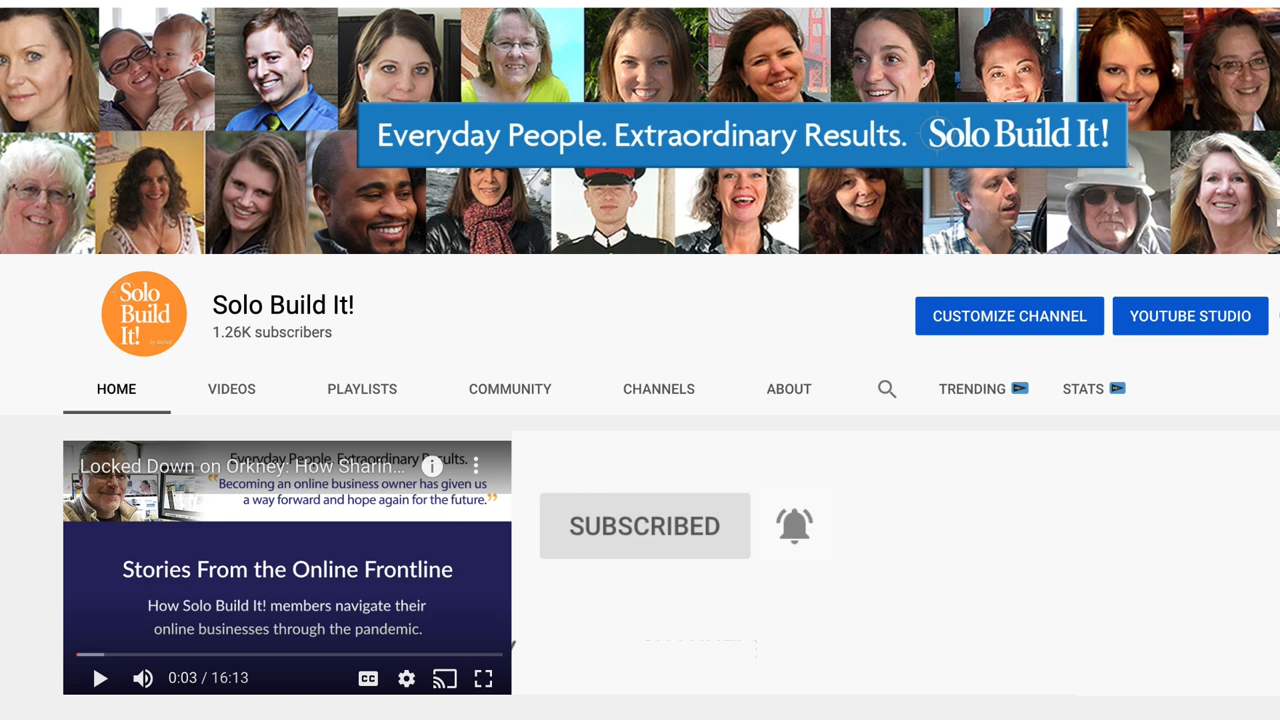 Everyday People. Extraordinary Results. Solo Build It!
Solo
Build
It!
Solo Build It!
1.26K subscribers
CUSTOMIZE CHANNEL
YOUTUBE STUDIO
HOME
VIDEOS
PLAYLISTS
COMMUNITY
CHANNELS
ABOUT
TRENDING
STATS
Everyday People. Extraordinary Results.
Locked Down on Orkney: How Sharin...
“Becoming an online business owner has given us
a way forward and hope again for the future.”
Stories From the Online Frontline
How Solo Build It! members navigate their
online businesses through the pandemic.
0:03 / 16:13
CC
SUBSCRIBED